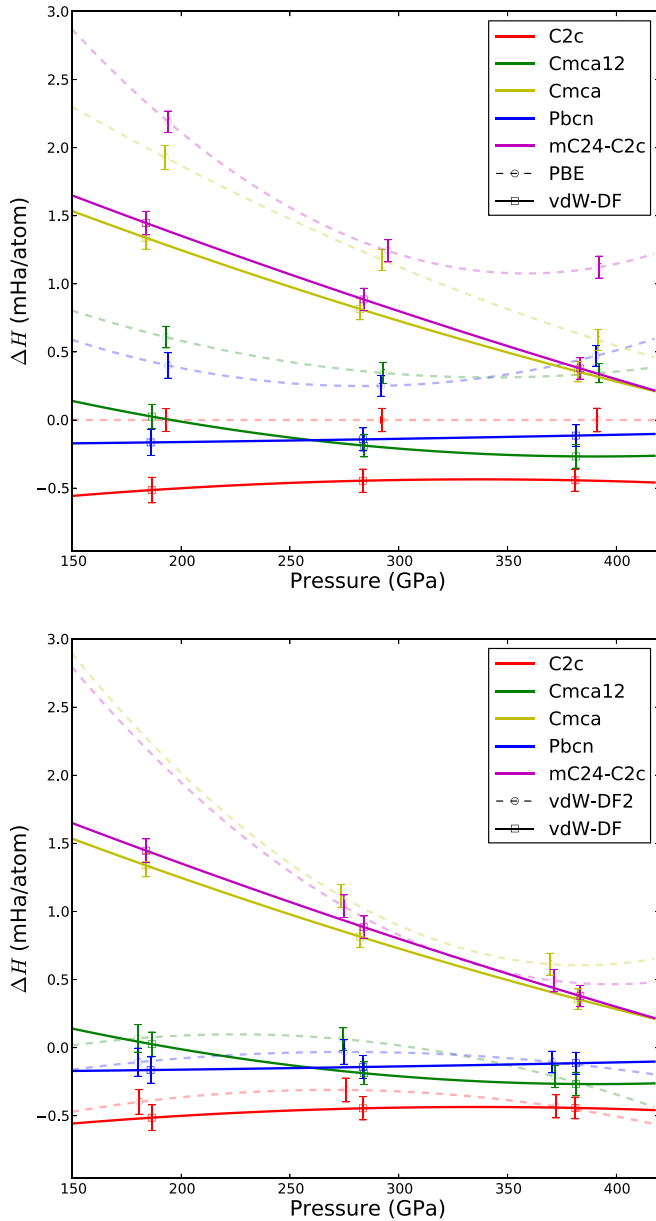 3.0
2.5
2.0
1.5
1.0
0.5
0.0
−0.5
ΔH (mHa/atom)
C2c
Cmca12
Cmca
Pbcn
mC24-C2c
PBE
vdW-DF
150 200 250 300 350 400
Pressure (GPa)
3.0
2.5
2.0
1.5
1.0
0.5
0.0
−0.5
ΔH (mHa/atom)
C2c
Cmca12
Cmca
Pbcn
mC24-C2c
vdW-DF2
vdW-DF
150 200 250 300 350 400
Pressure (GPa)